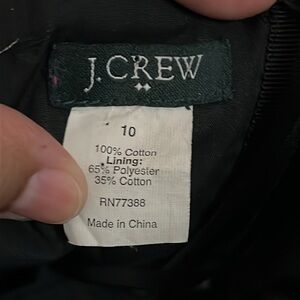 J.CREW
10
100% Cotton
Lining:
65% Polyester
35% Cotton
RN77388
Made in China